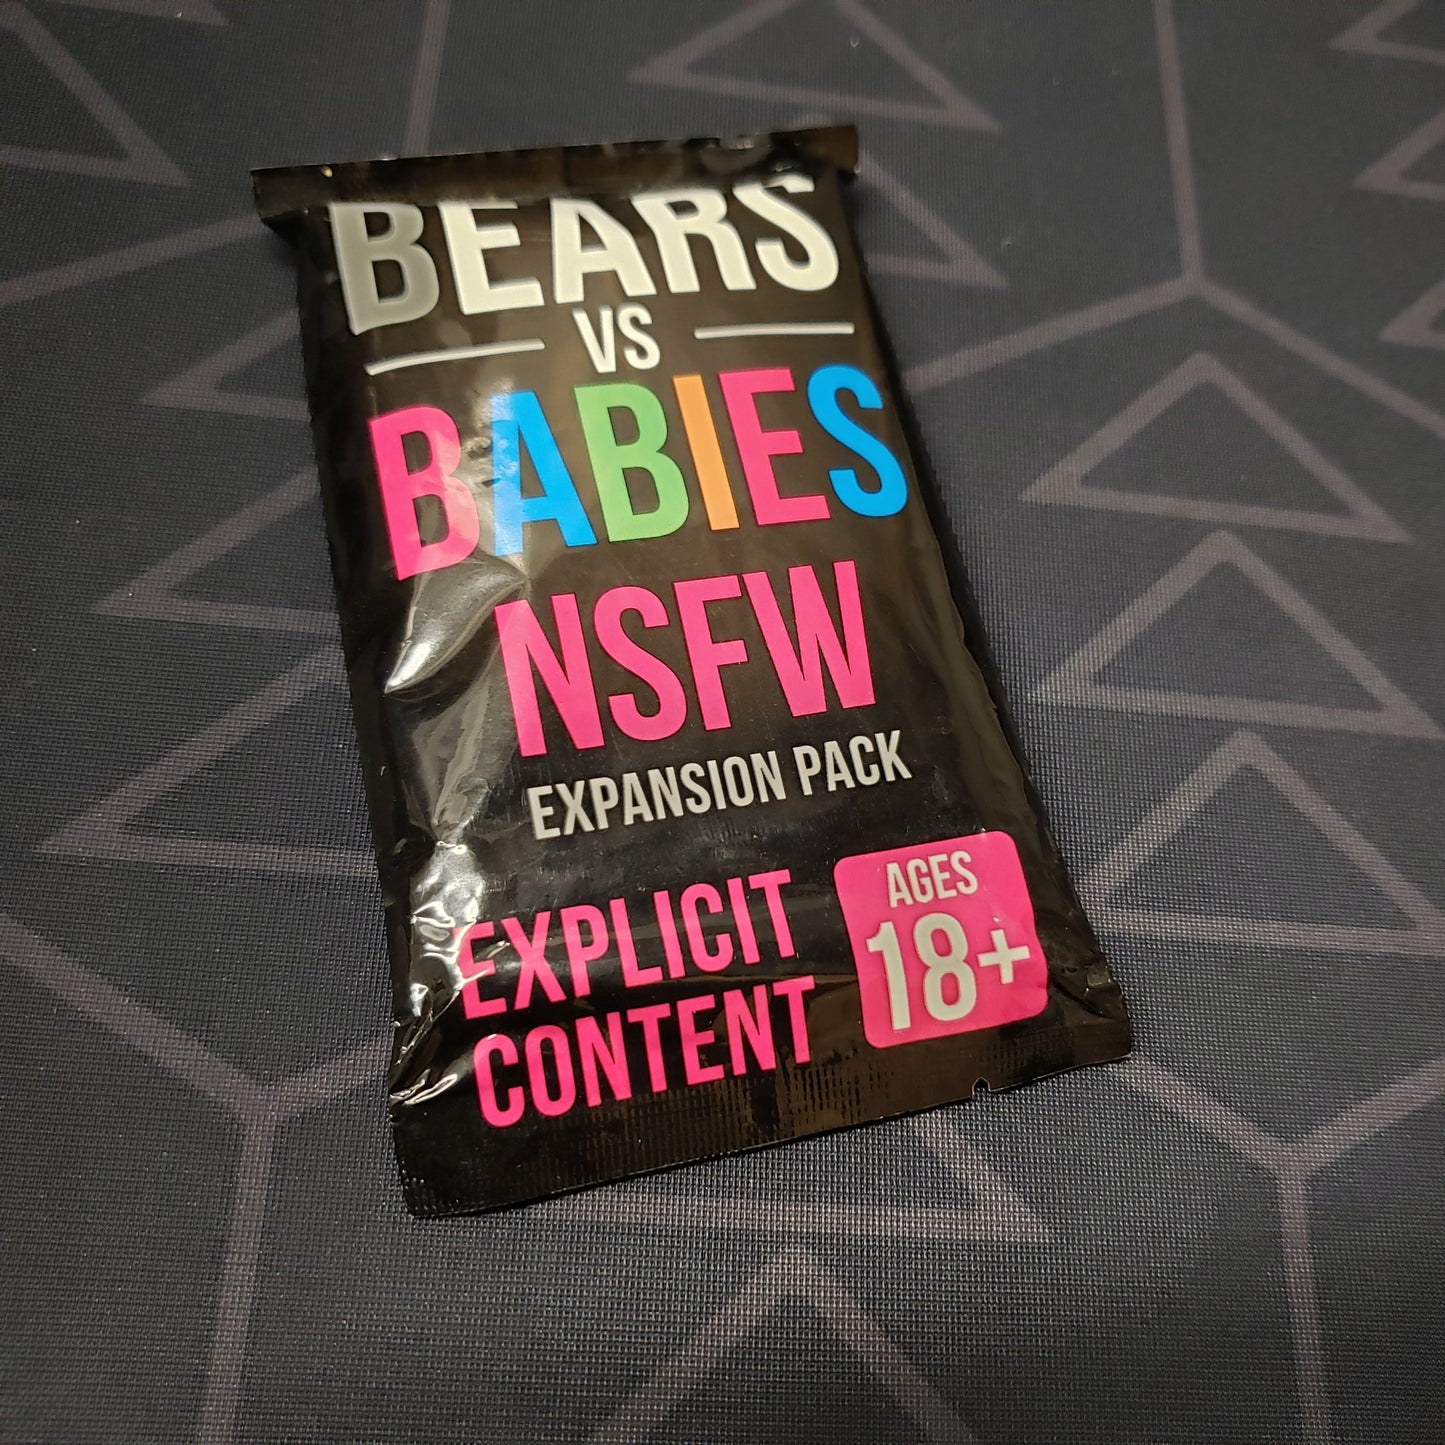 BEARS
VS
BABIES
NSFW
EXPANSION PACK
EXPLICIT
CONTENT
AGES
18+